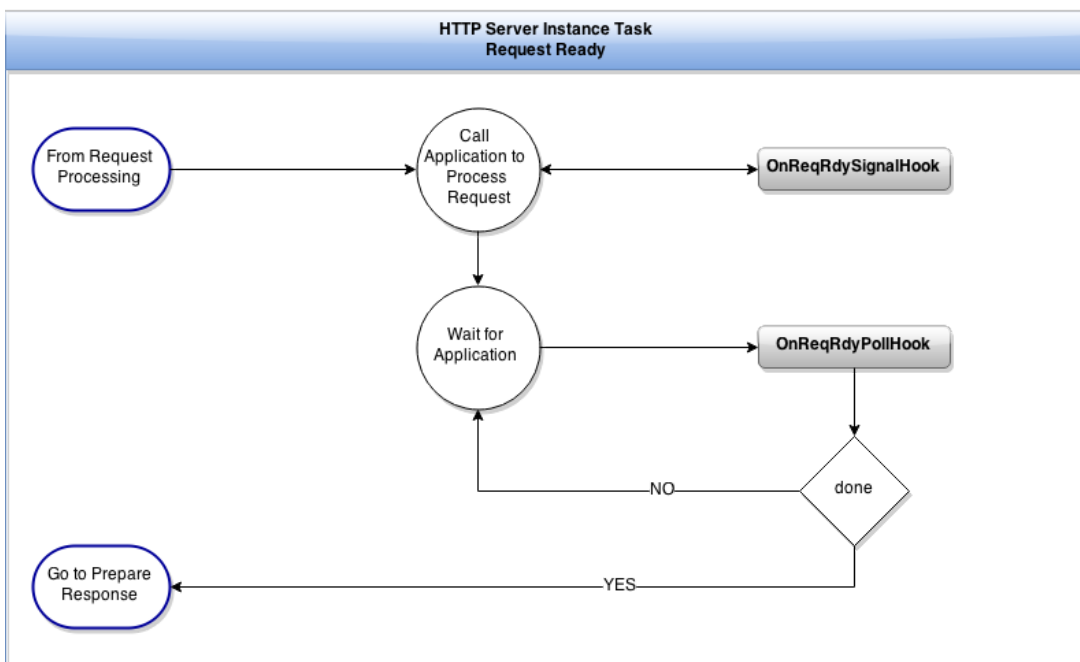 HTTP Server Instance Task
Request Ready
From Request
Processing
Call
Application to
Process
Request
OnReqRdySignalHook
Wait for
Application
OnReqRdyPollHook
done
NO
YES
Go to Prepare
Response